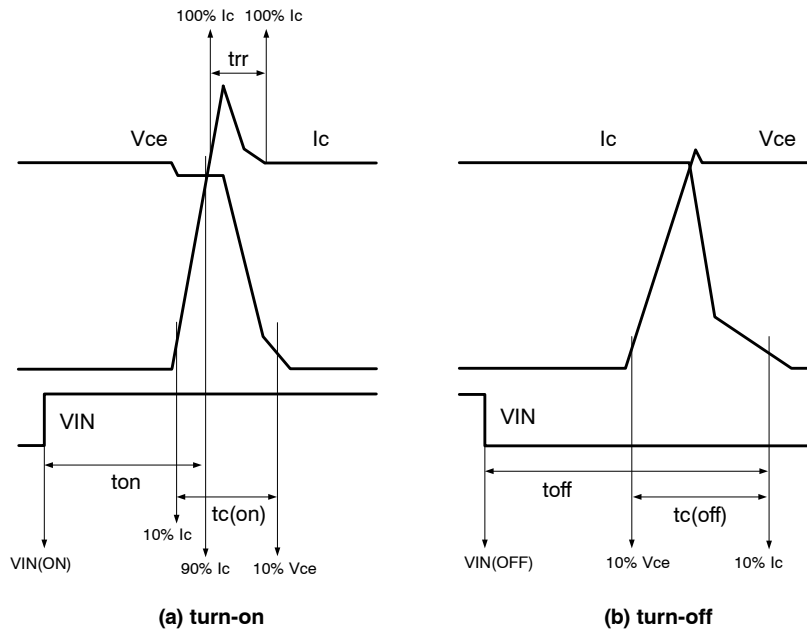 100% Ic 100% Ic
trr
Vce Ic
VIN
ton
tc(on)
10% Ic
VIN(ON)
90% Ic 10% Vce
(a) turn-on
Ic Vce
VIN
toff
tc(off)
VIN(OFF) 10% Vce 10% Ic
(b) turn-off